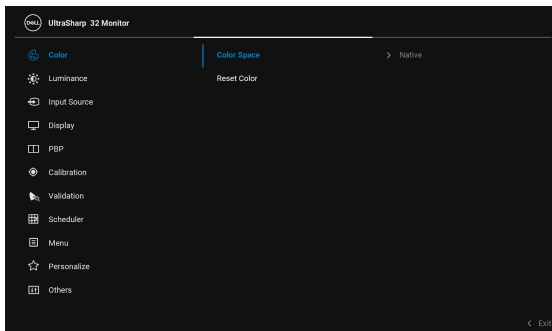 DELL UltraSharp 32 Monitor
Color Color Space > Native
Luminance Reset Color
Input Source
Display
PBP
Calibration
Validation
Scheduler
Menu
Personalize
Others
< Exit